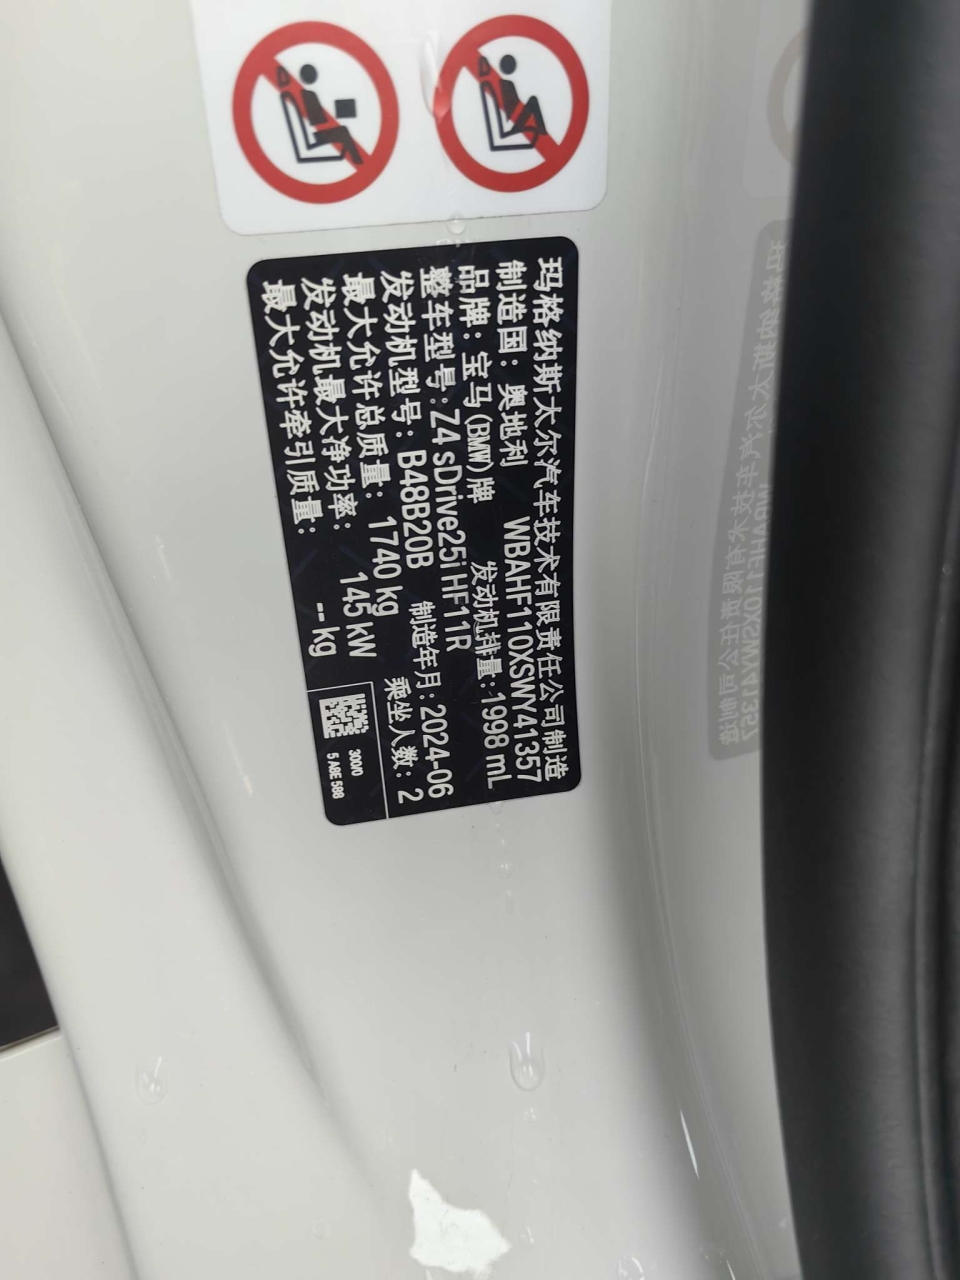 玛格纳斯太尔汽车技术有限责任公司制造
制造国：奥地利 WBAHF110XSWY41357
品牌：宝马(BMW)牌 发动机排量：1998 mL
整车型号：Z4 sDrive25i HF11R
发动机型号：B48B20B 制造年月：2024-06
最大允许总质量：1740 kg 乘坐人数：2
发动机最大净功率：145 kW
最大允许牵引质量：-- kg
300/0
5 A8E 588